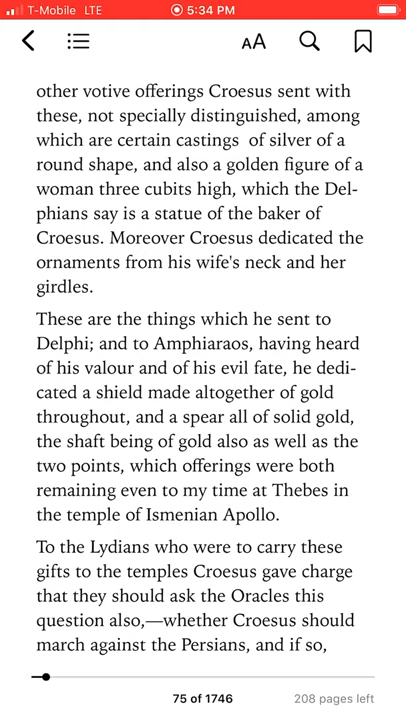 T-Mobile LTE 5:34 PM
AA
other votive offerings Croesus sent with
these, not specially distinguished, among
which are certain castings of silver of a
round shape, and also a golden figure of a
woman three cubits high, which the Del-
phians say is a statue of the baker of
Croesus. Moreover Croesus dedicated the
ornaments from his wife's neck and her
girdles.
These are the things which he sent to
Delphi; and to Amphiaraos, having heard
of his valour and of his evil fate, he dedi-
cated a shield made altogether of gold
throughout, and a spear all of solid gold,
the shaft being of gold also as well as the
two points, which offerings were both
remaining even to my time at Thebes in
the temple of Ismenian Apollo.
To the Lydians who were to carry these
gifts to the temples Croesus gave charge
that they should ask the Oracles this
question also,—whether Croesus should
march against the Persians, and if so,
75 of 1746 208 pages left